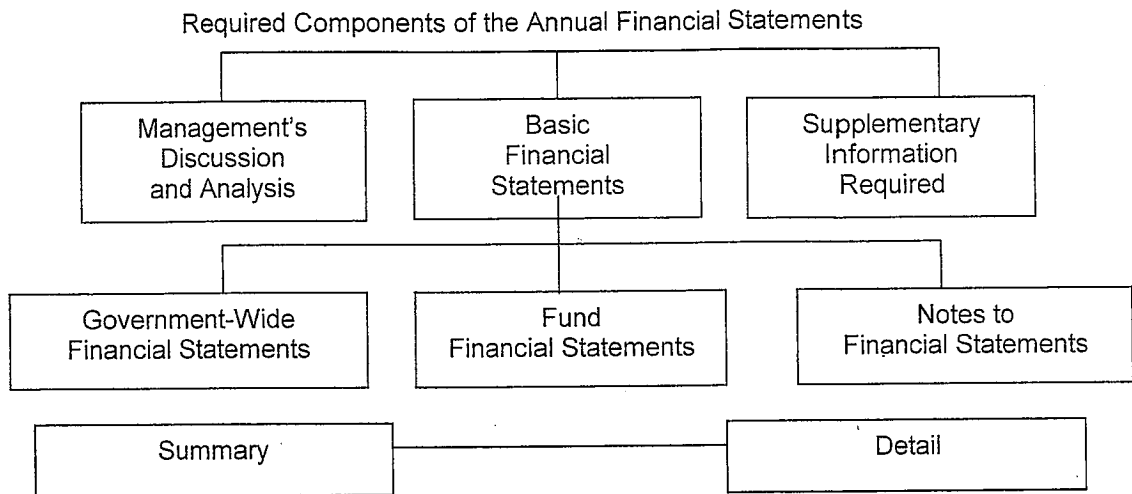 Required Components of the Annual Financial Statements
Management's
Discussion
and Analysis
Basic
Financial
Statements
Supplementary
Information
Required
Government-Wide
Financial Statements
Fund
Financial Statements
Notes to
Financial Statements
Summary
Detail